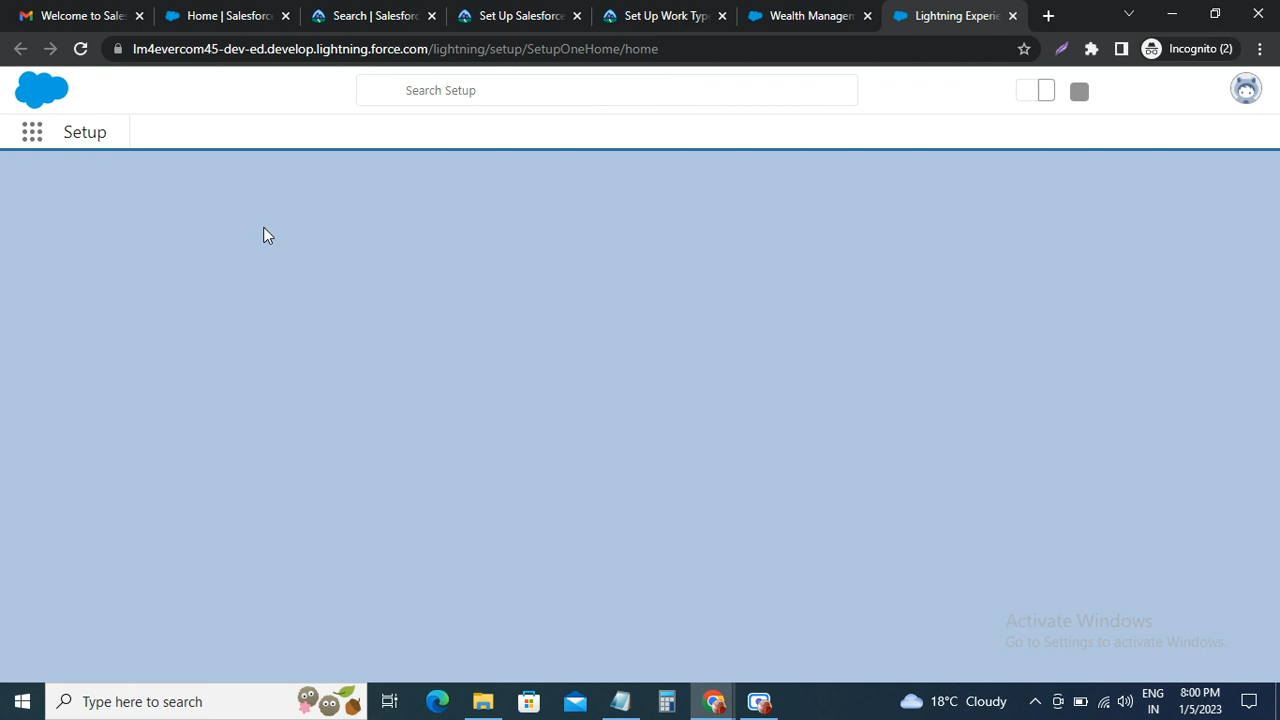 Welcome to Sale
Home | Salesforc
Search | Salesforc
Set Up Salesforce
Set Up Work Type
Wealth Managem
Lightning Experie
lm4evercom45-dev-ed.develop.lightning.force.com/lightning/setup/SetupOneHome/home
Incognito (2)
Search Setup
Setup
Activate Windows
Go to Settings to activate Windows.
Type here to search
18°C Cloudy
ENG
IN
8:00 PM
1/5/2023